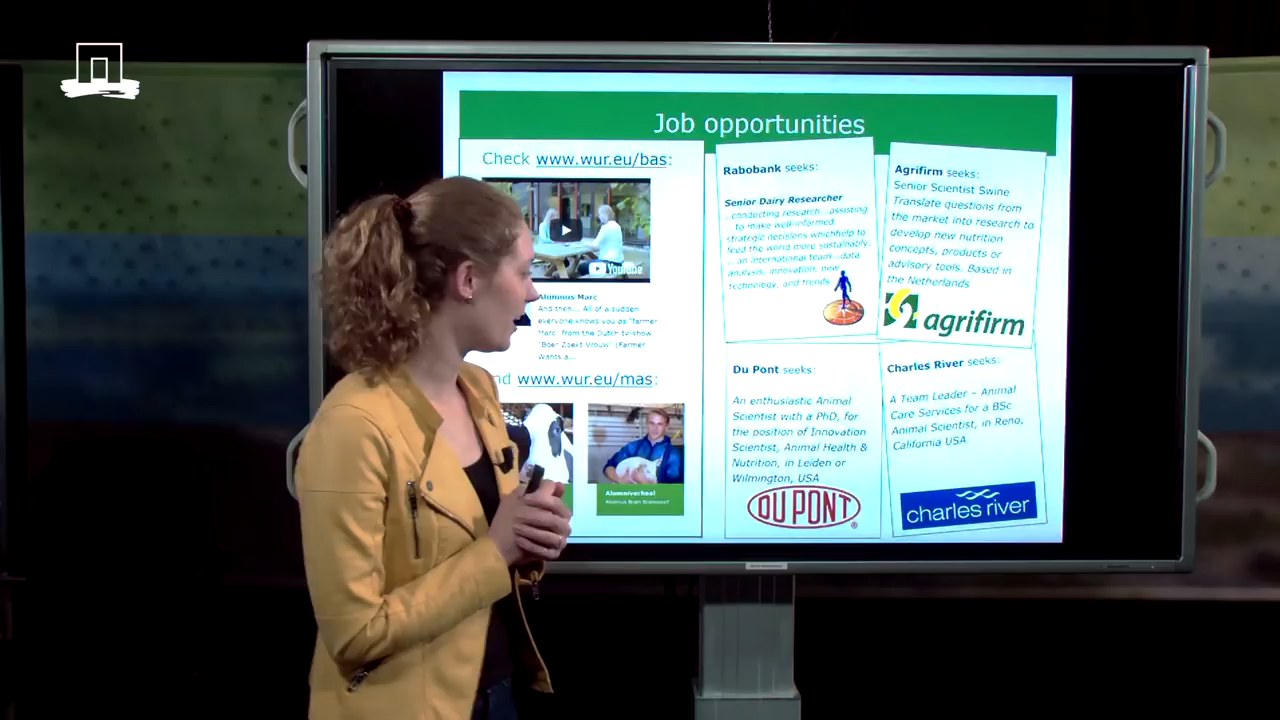 Job opportunities
Check www.wur.eu/bas:
YouTube
Alumnus Marc
And then... All of a sudden
everyone knows you as "farmer
Marc" from the Dutch tv-show
"Boer Zoekt Vrouw" (Farmer
wants a...
nd www.wur.eu/mas:
Alumniverhaal
Alumnus
Rabobank seeks:
Senior Dairy Researcher
...conducting research...assisting
to make well-informed
strategic decisions whichhelp to
feed the world more sustainably.
... an international team...data
analysis, innovation, new
technology, and trends
Agrifirm seeks:
Senior Scientist Swine
Translate questions from
the market into research to
develop new nutrition
concepts, products or
advisory tools. Based in
the Netherlands
agrifirm
Du Pont seeks:
An enthusiastic Animal
Scientist with a PhD, for
the position of Innovation
Scientist, Animal Health &
Nutrition, in Leiden or
Wilmington, USA
DU PONT®
Charles River seeks:
A Team Leader – Animal
Care Services for a BSc
Animal Scientist, in Reno,
California USA
charles river